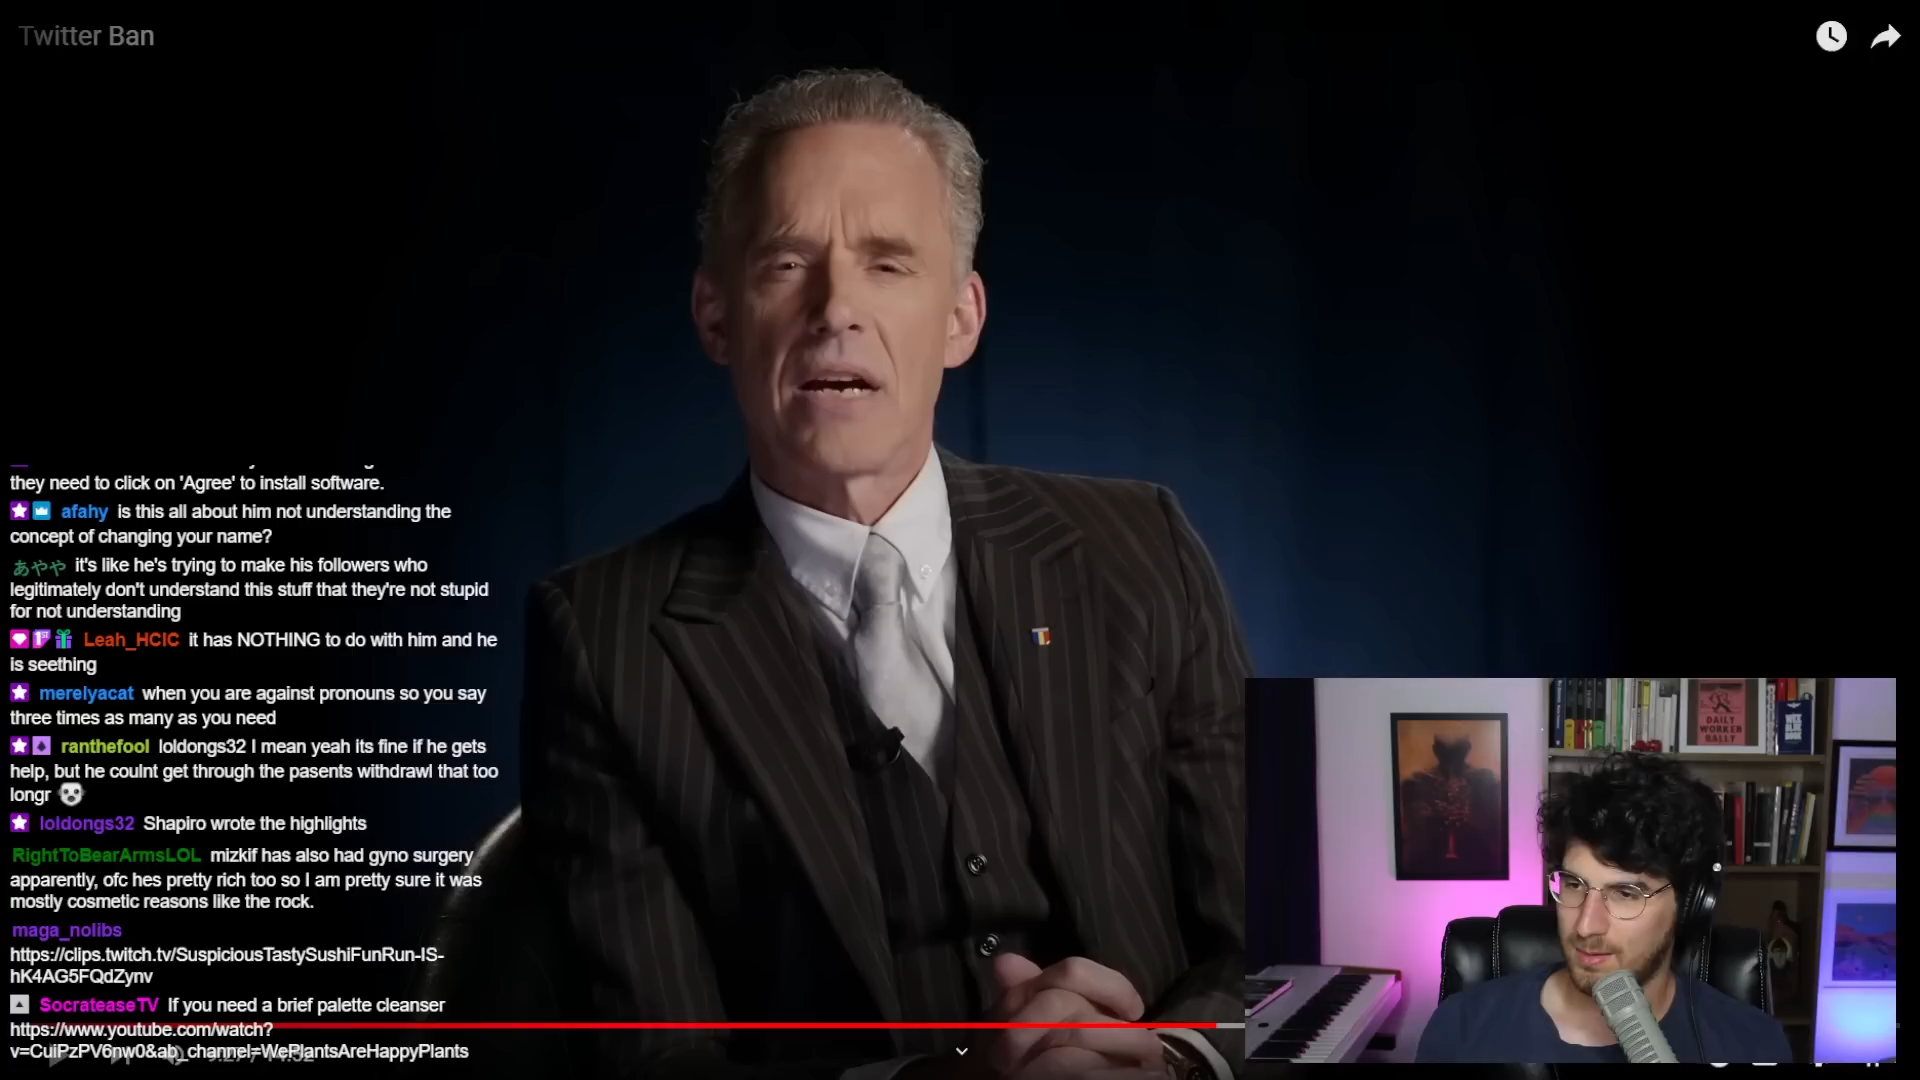 Twitter Ban
they need to click on 'Agree' to install software.
afahy is this all about him not understanding the
concept of changing your name?
あやや it's like he's trying to make his followers who
legitimately don't understand this stuff that they're not stupid
for not understanding
Leah_HCIC it has NOTHING to do with him and he
is seething
merelyacat when you are against pronouns so you say
three times as many as you need
ranthefool loldongs32 I mean yeah its fine if he gets
help, but he coulnt get through the pasents withdrawl that too
longr
loldongs32 Shapiro wrote the highlights
RightToBearArmsLOL mizkif has also had gyno surgery
apparently, ofc hes pretty rich too so I am pretty sure it was
mostly cosmetic reasons like the rock.
maga_nolibs
https://clips.twitch.tv/SuspiciousTastySushiFunRun-IS-
hK4AG5FQdZynv
SocrateaseTV If you need a brief palette cleanser
https://www.youtube.com/watch?
v=CuiPzPV6nw0&ab_channel=WePlantsAreHappyPlants
DAILY
WORKER
RALLY